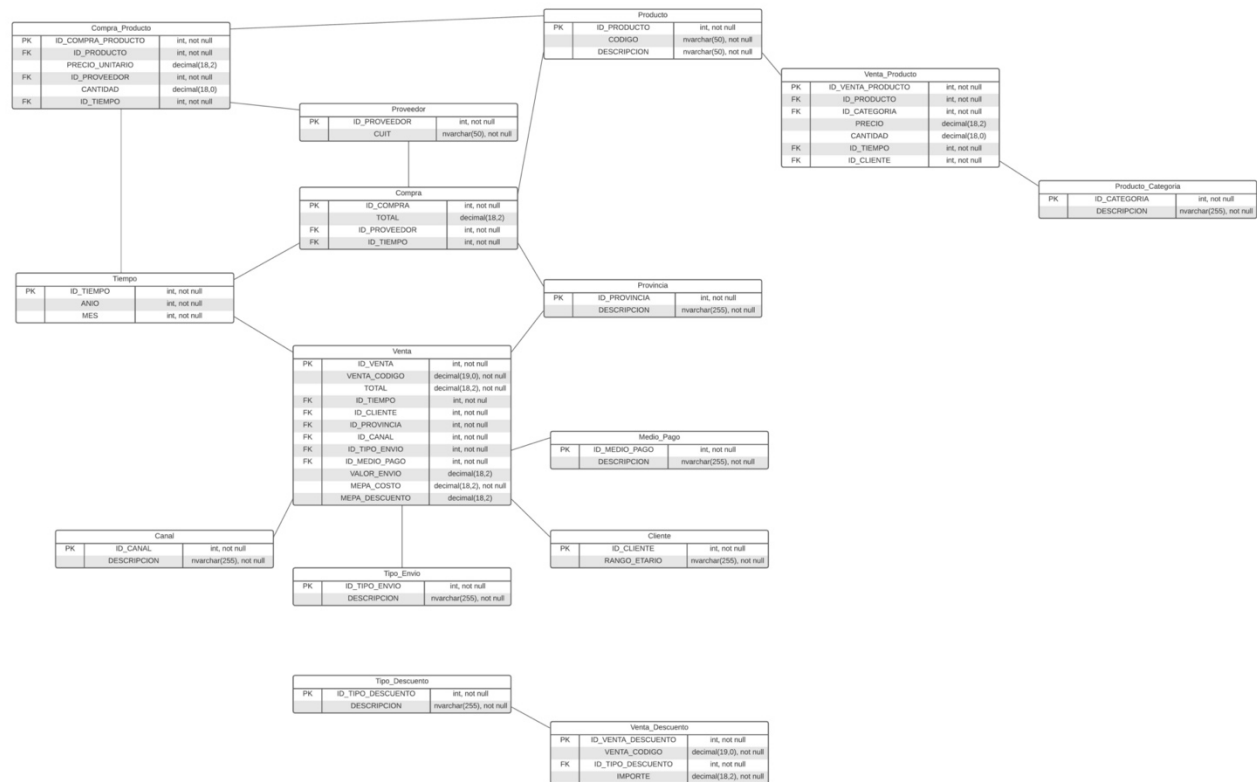 Producto
PK ID_PRODUCTO int, not null
CODIGO nvarchar(50), not null
DESCRIPCION nvarchar(50), not null
Compra_Producto
PK ID_COMPRA_PRODUCTO int, not null
FK ID_PRODUCTO int, not null
PRECIO_UNITARIO decimal(18,2)
FK ID_PROVEEDOR int, not null
CANTIDAD decimal(18,0)
FK ID_TIEMPO int, not null
Venta_Producto
PK ID_VENTA_PRODUCTO int, not null
FK ID_PRODUCTO int, not null
FK ID_CATEGORIA int, not null
PRECIO decimal(18,2)
CANTIDAD decimal(18,0)
FK ID_TIEMPO int, not null
FK ID_CLIENTE int, not null
Proveedor
PK ID_PROVEEDOR int, not null
CUIT nvarchar(50), not null
Producto_Categoria
PK ID_CATEGORIA int, not null
DESCRIPCION nvarchar(255), not null
Compra
PK ID_COMPRA int, not null
TOTAL decimal(18,2)
FK ID_PROVEEDOR int, not null
FK ID_TIEMPO int, not null
Tiempo
PK ID_TIEMPO int, not null
ANIO int, not null
MES int, not null
Provincia
PK ID_PROVINCIA int, not null
DESCRIPCION nvarchar(255), not null
Venta
PK ID_VENTA int, not null
VENTA_CODIGO decimal(19,0), not null
TOTAL decimal(18,2), not null
FK ID_TIEMPO int, not nul
FK ID_CLIENTE int, not null
FK ID_PROVINCIA int, not null
FK ID_CANAL int, not null
FK ID_TIPO_ENVIO int, not null
FK ID_MEDIO_PAGO int, not null
VALOR_ENVIO decimal(18,2)
MEPA_COSTO decimal(18,2), not null
MEPA_DESCUENTO decimal(18,2)
Medio_Pago
PK ID_MEDIO_PAGO int, not null
DESCRIPCION nvarchar(255), not null
Canal
PK ID_CANAL int, not null
DESCRIPCION nvarchar(255), not null
Cliente
PK ID_CLIENTE int, not null
RANGO_ETARIO nvarchar(255), not null
Tipo_Envio
PK ID_TIPO_ENVIO int, not null
DESCRIPCION nvarchar(255), not null
Tipo_Descuento
PK ID_TIPO_DESCUENTO int, not null
DESCRIPCION nvarchar(255), not null
Venta_Descuento
PK ID_VENTA_DESCUENTO int, not null
VENTA_CODIGO decimal(19,0), not null
FK ID_TIPO_DESCUENTO int, not null
IMPORTE decimal(18,2), not null